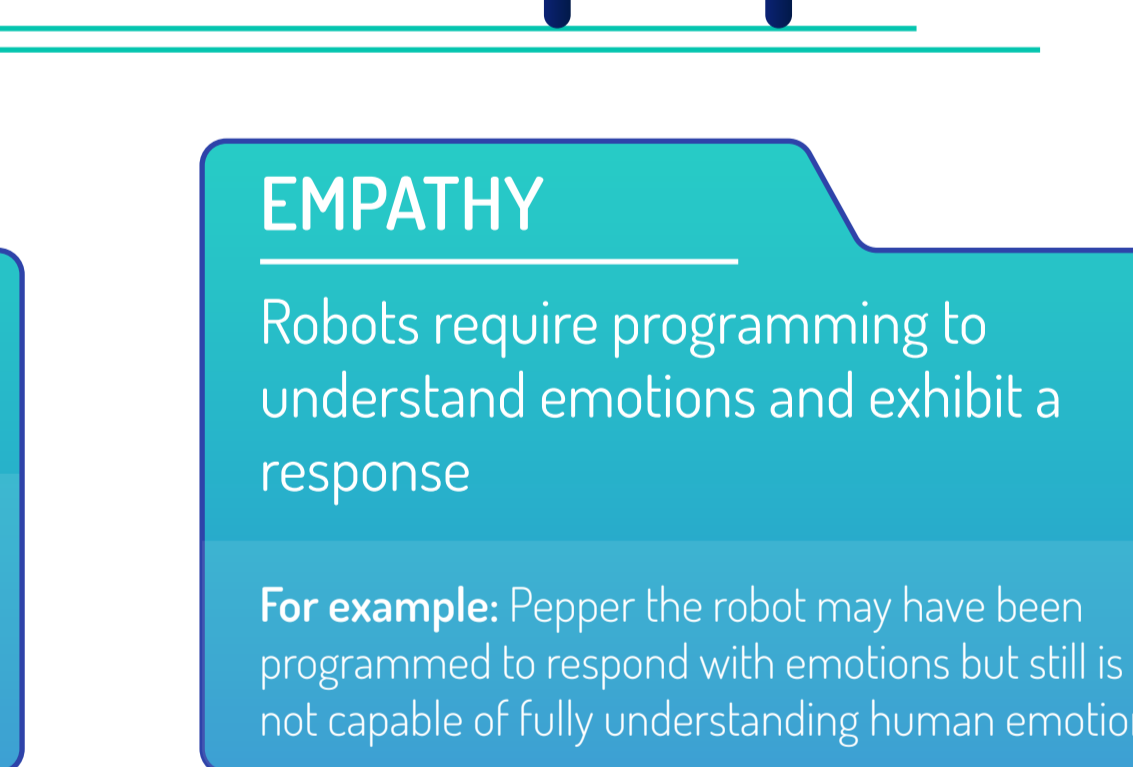 EMPATHY
Robots require programming to
understand emotions and exhibit a
response
For example: Pepper the robot may have been
programmed to respond with emotions but still is
not capable of fully understanding human